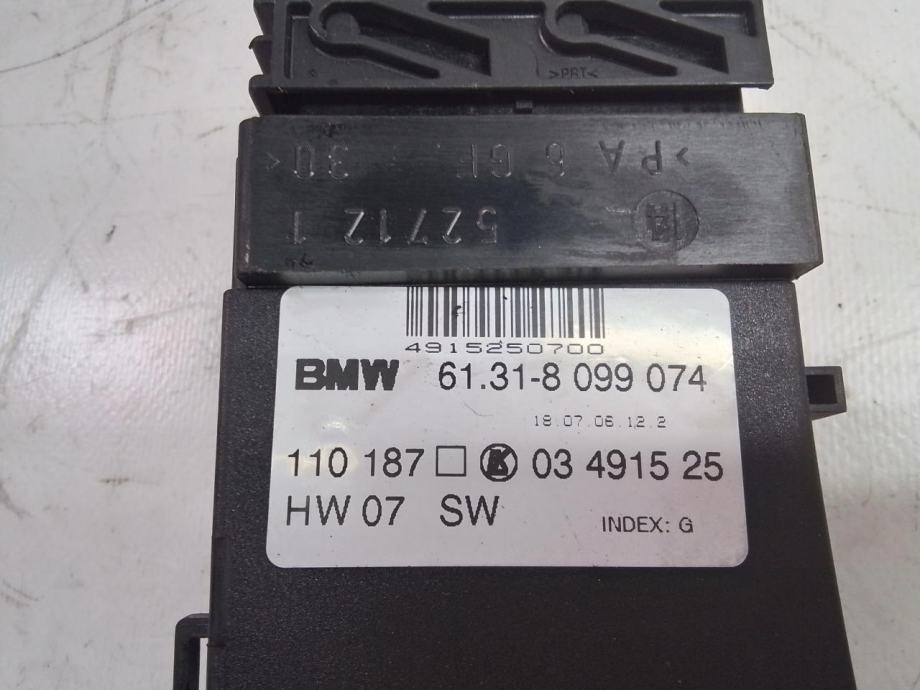 >PBT<
>PA 6 GF 30<
52712 1
4915250700
BMW 61.31-8 099 074
18.07.06.12.2
110 187 □ K 03 4915 25
HW 07 SW
INDEX: G